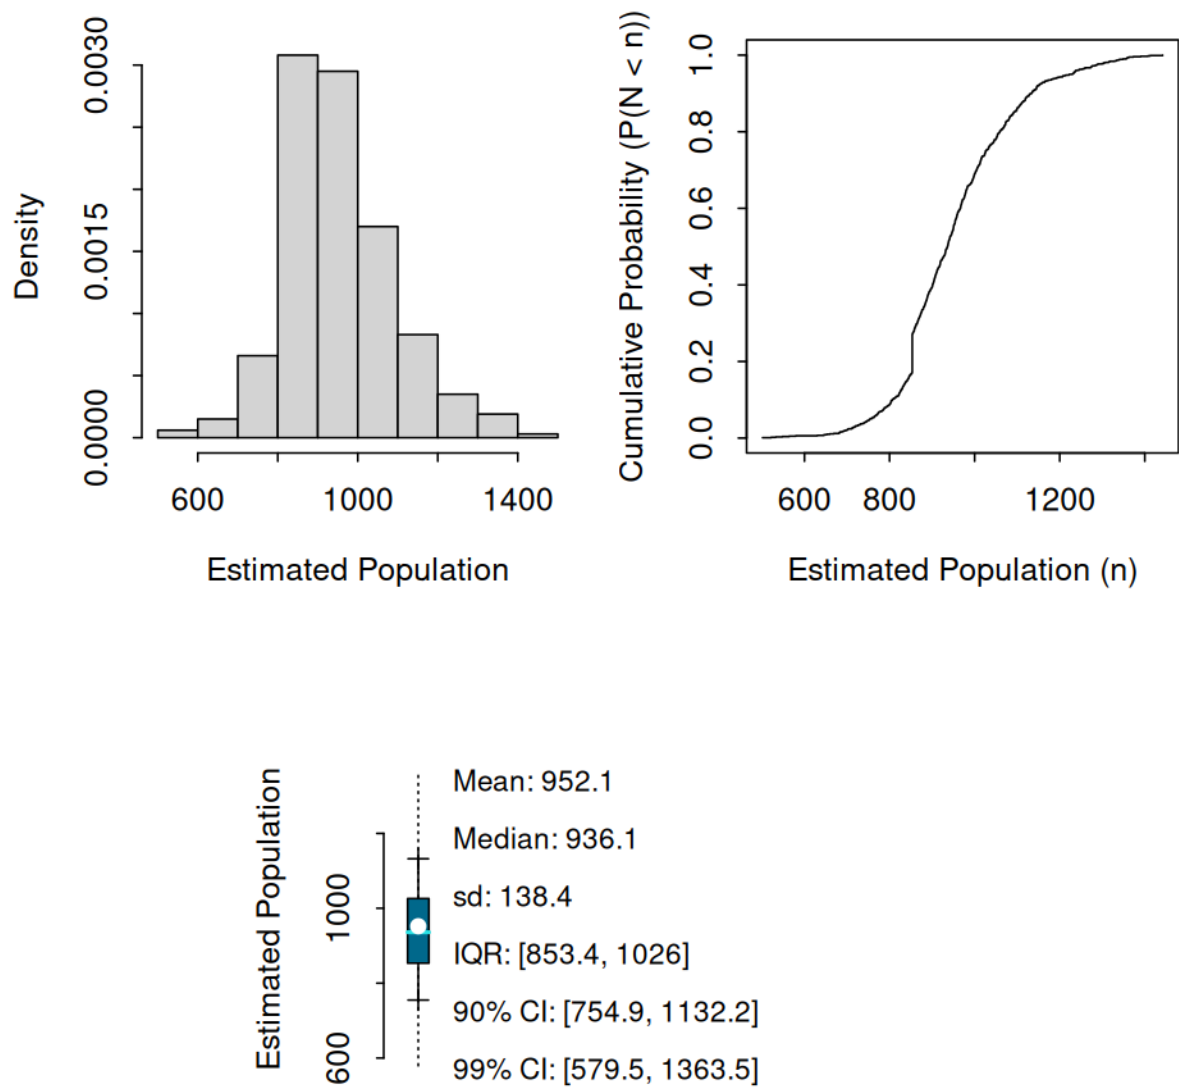 Density
0.0030
0.0015
0.0000
600
1000
1400
Estimated Population
Cumulative Probability (P(N < n))
1.0
0.8
0.6
0.4
0.2
0.0
600
800
1200
Estimated Population (n)
Estimated Population
1000
600
Mean: 952.1
Median: 936.1
sd: 138.4
IQR: [853.4, 1026]
90% CI: [754.9, 1132.2]
99% CI: [579.5, 1363.5]